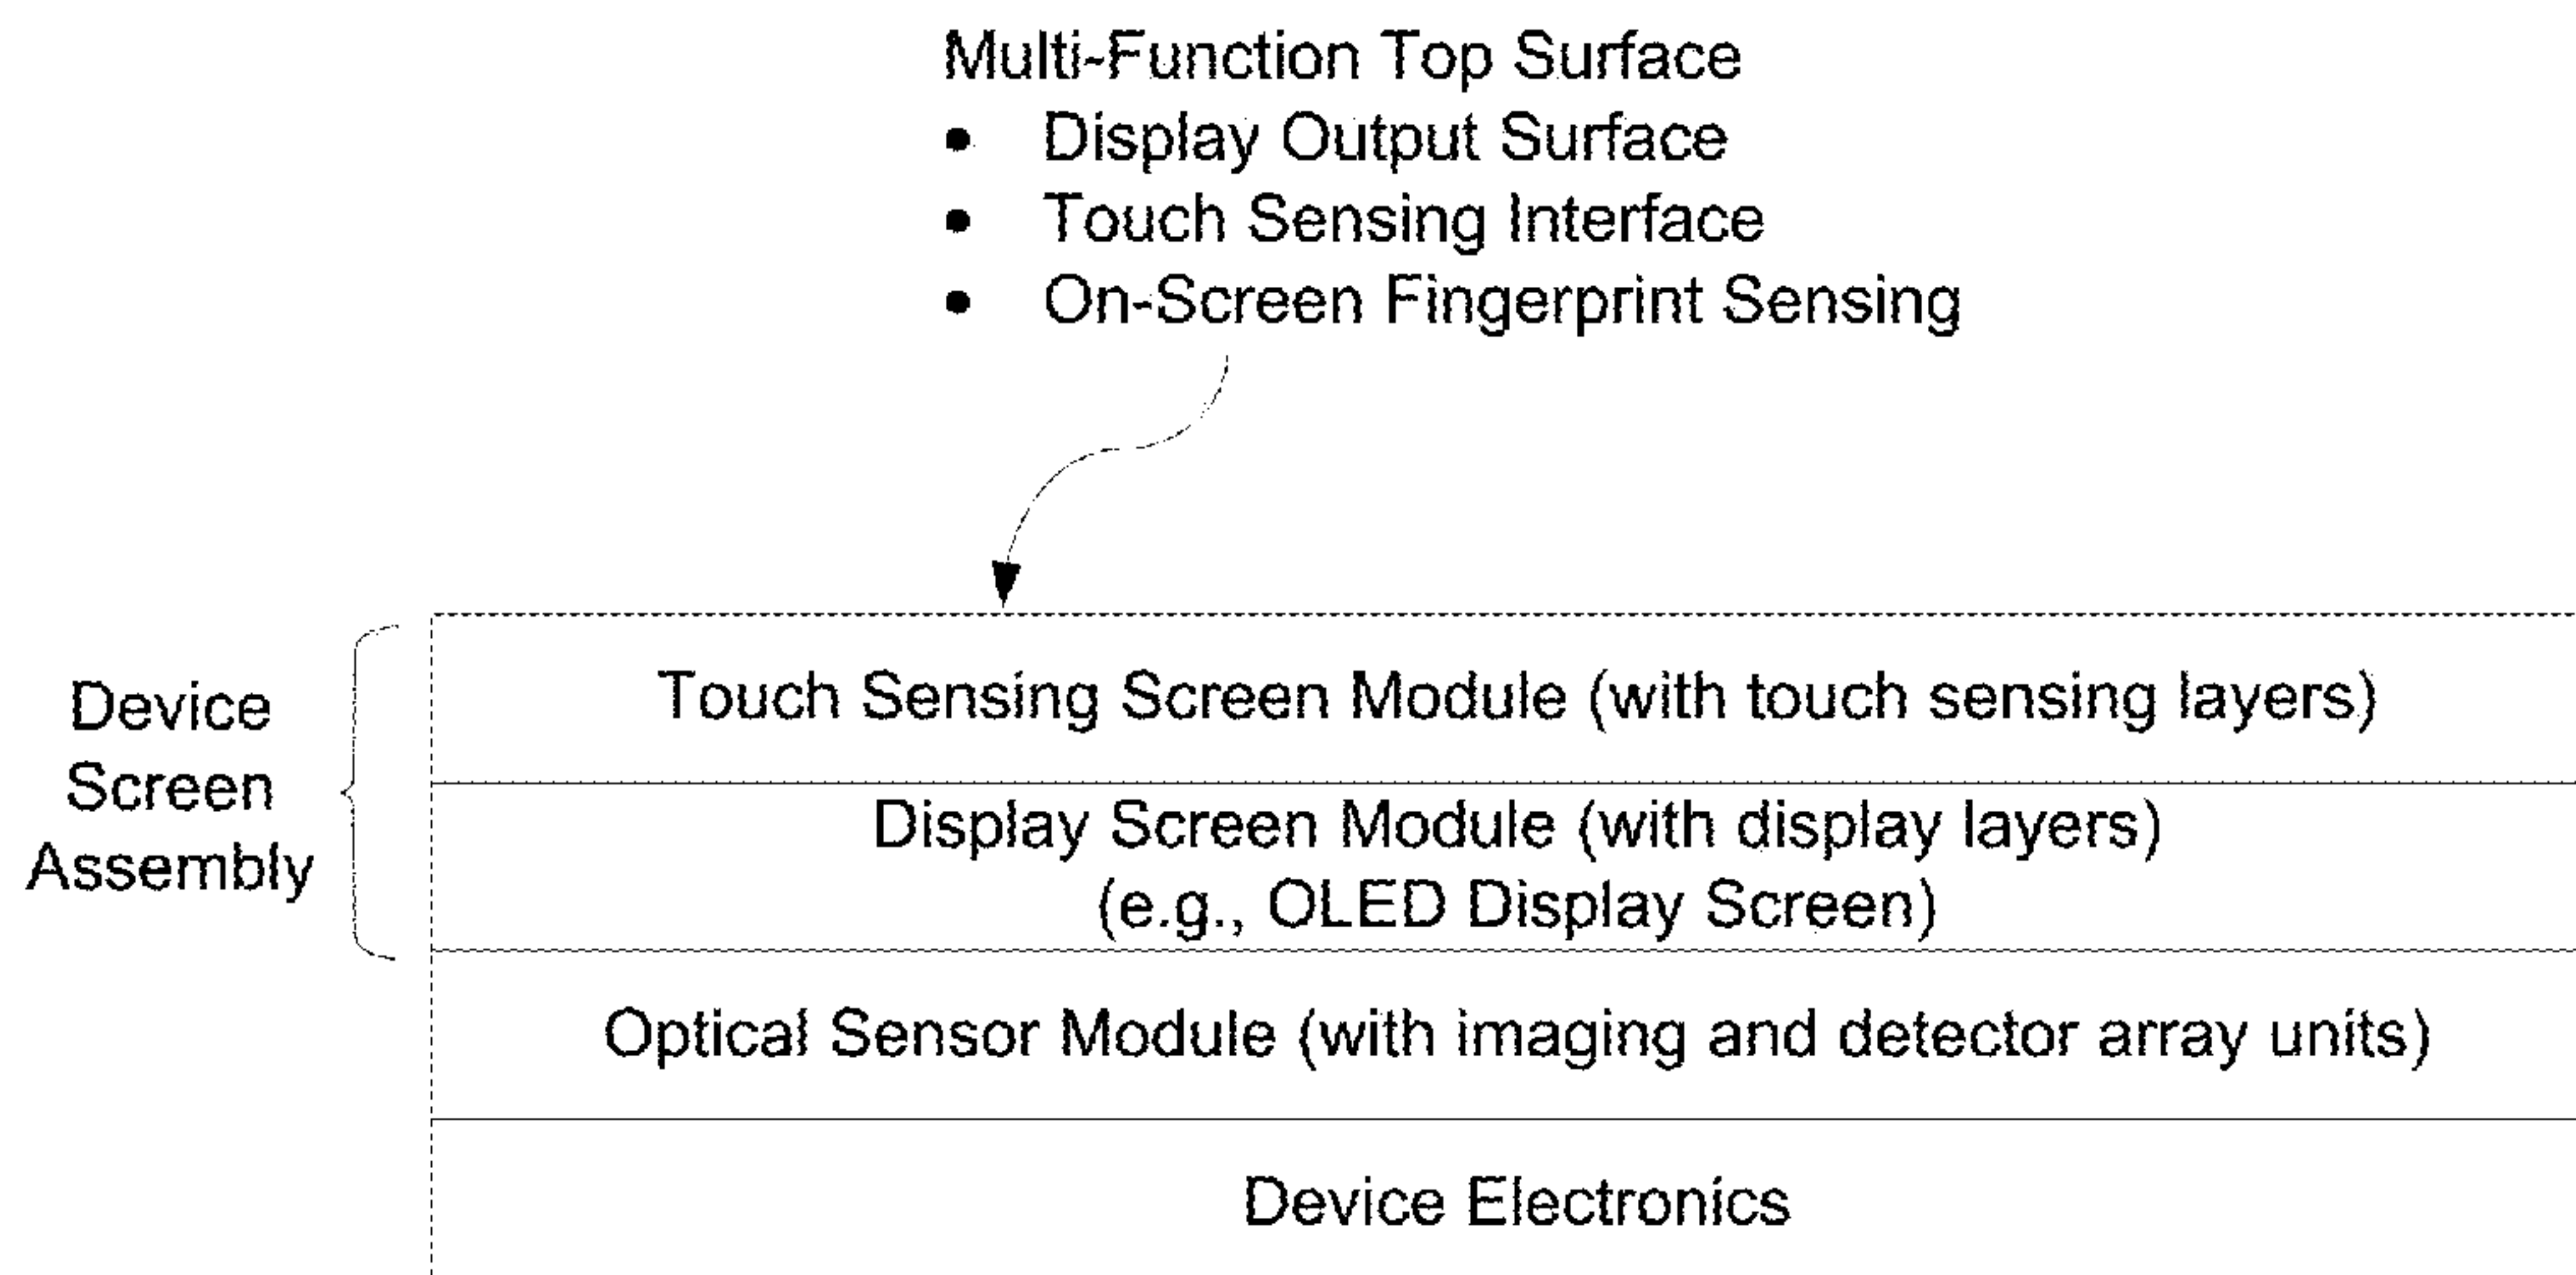 Multi-Function Top Surface
• Display Output Surface
• Touch Sensing Interface
• On-Screen Fingerprint Sensing
Device
Screen
Assembly
Touch Sensing Screen Module (with touch sensing layers)
Display Screen Module (with display layers)
(e.g., OLED Display Screen)
Optical Sensor Module (with imaging and detector array units)
Device Electronics